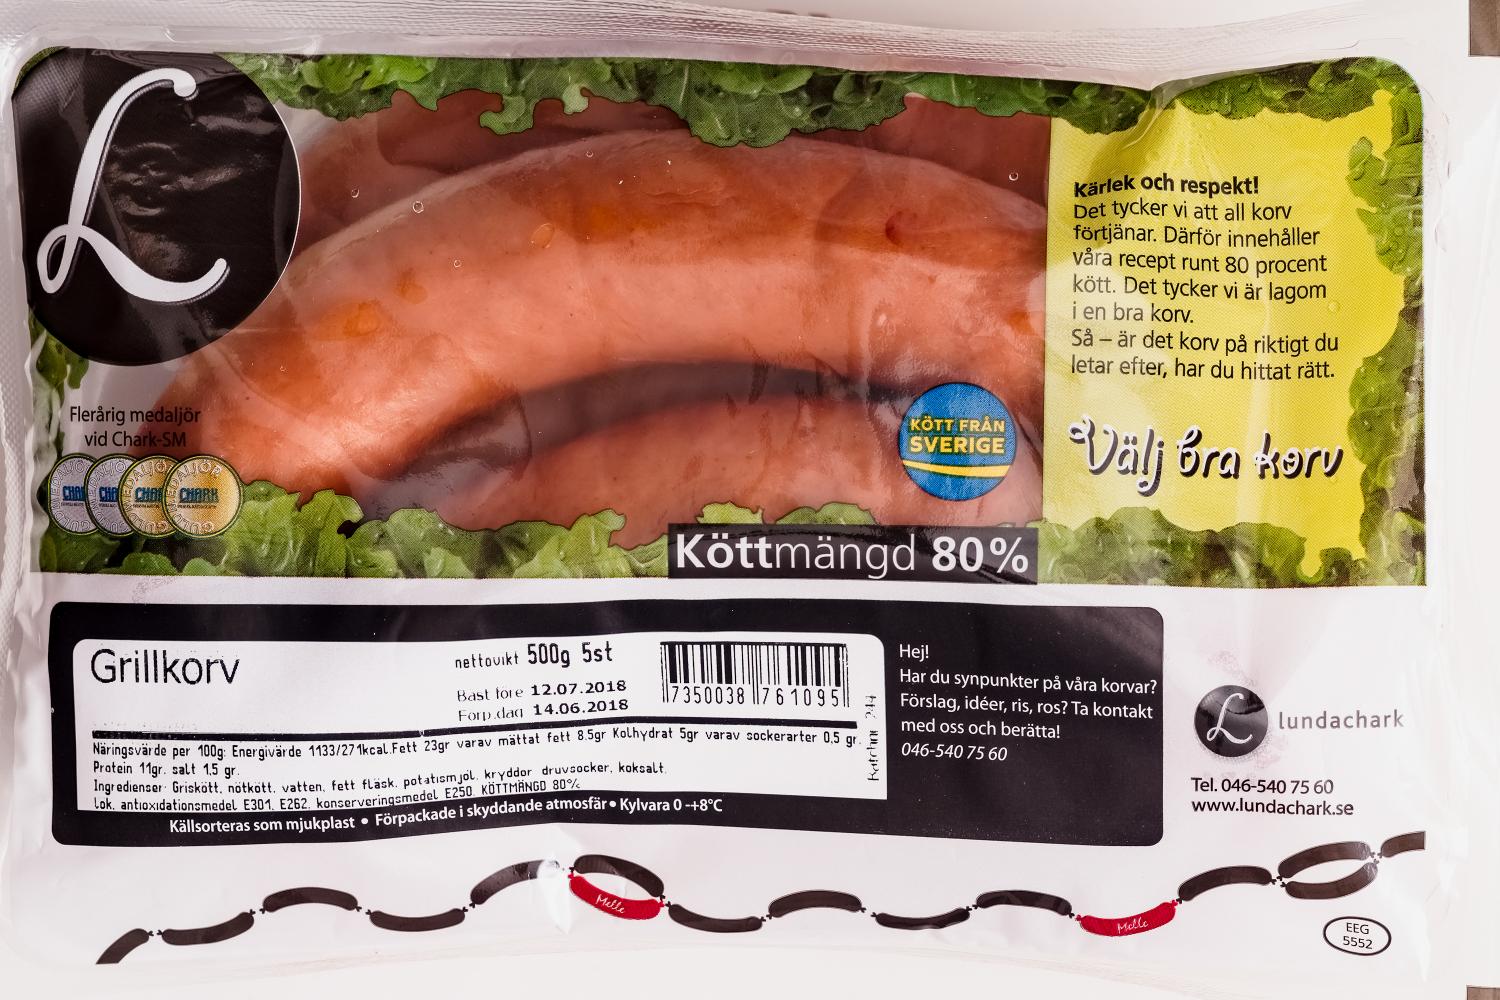 L
Flerårig medaljör
vid Chark-SM
CHARK
KÖTT FRÅN
SVERIGE
Köttmängd 80%
Kärlek och respekt!
Det tycker vi att all korv
förtjänar. Därför innehåller
våra recept runt 80 procent
kött. Det tycker vi är lagom
i en bra korv.
Så – är det korv på riktigt du
letar efter, har du hittat rätt.
Välj bra korv
Grillkorv
nettovikt 500g 5st
Bäst före 12.07.2018
Förp.dag 14.06.2018
7350038 761095
Näringsvärde per 100g: Energivärde 1133/271kcal.Fett 23gr varav mättat fett 8.5gr Kolhydrat 5gr varav sockerarter 0,5 gr.
Protein 11gr. salt 1,5 gr.
Ingredienser: Griskött, nötkött, vatten, fett fläsk, potatismjöl, kryddor druvsocker, koksalt.
lök, antioxidationsmedel E301, E262, konserveringsmedel E250. KÖTTMÄNGD 80%
Källsorteras som mjukplast • Förpackade i skyddande atmosfär • Kylvara 0 -+8°C
Hej!
Har du synpunkter på våra korvar?
Förslag, idéer, ris, ros? Ta kontakt
med oss och berätta!
046-540 75 60
L lundachark
Tel. 046-540 75 60
www.lundachark.se
Melle
Melle
EEG
5552